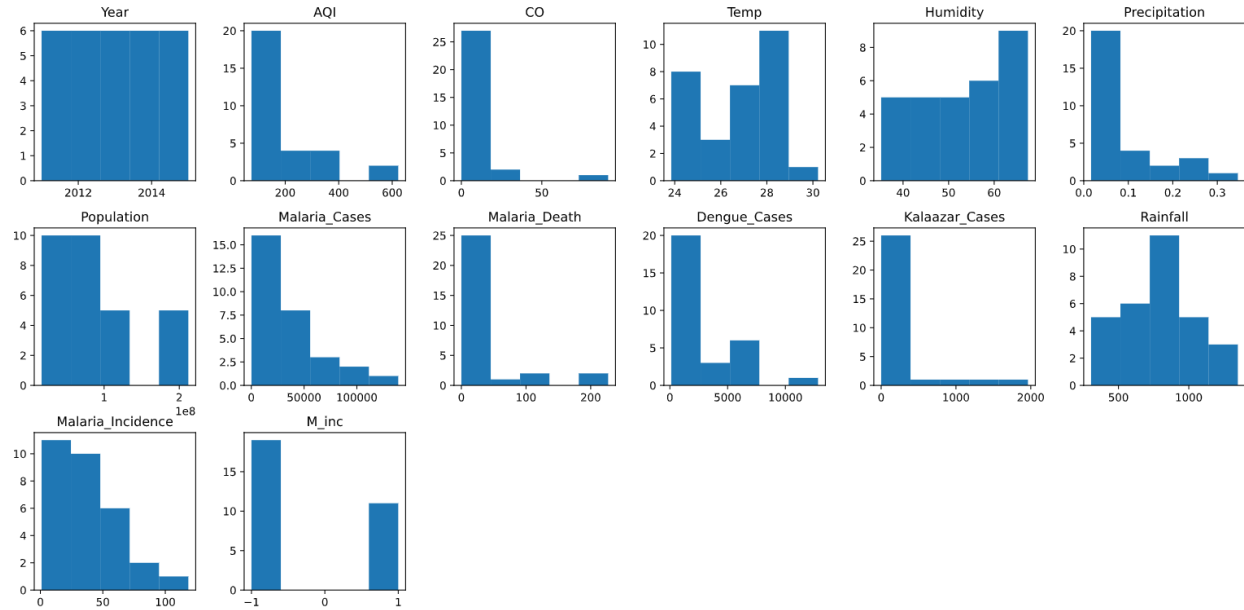 Year AQI CO Temp Humidity Precipitation
6 5 4 3 2 1 0
2012 2014
20 15 10 5 0
200 400 600
25 20 15 10 5 0
0 50
10 8 6 4 2 0
24 26 28 30
8 6 4 2 0
40 50 60
20 15 10 5 0
0.0 0.1 0.2 0.3
Population Malaria_Cases Malaria_Death Dengue_Cases Kalaazar_Cases Rainfall
10 8 6 4 2 0
1 2
1e8
15.0 12.5 10.0 7.5 5.0 2.5 0.0
0 50000 100000
25 20 15 10 5 0
0 100 200
20 15 10 5 0
0 5000 10000
25 20 15 10 5 0
0 1000 2000
10 8 6 4 2 0
500 1000
Malaria_Incidence M_inc
10 8 6 4 2 0
0 50 100
15 10 5 0
−1 0 1